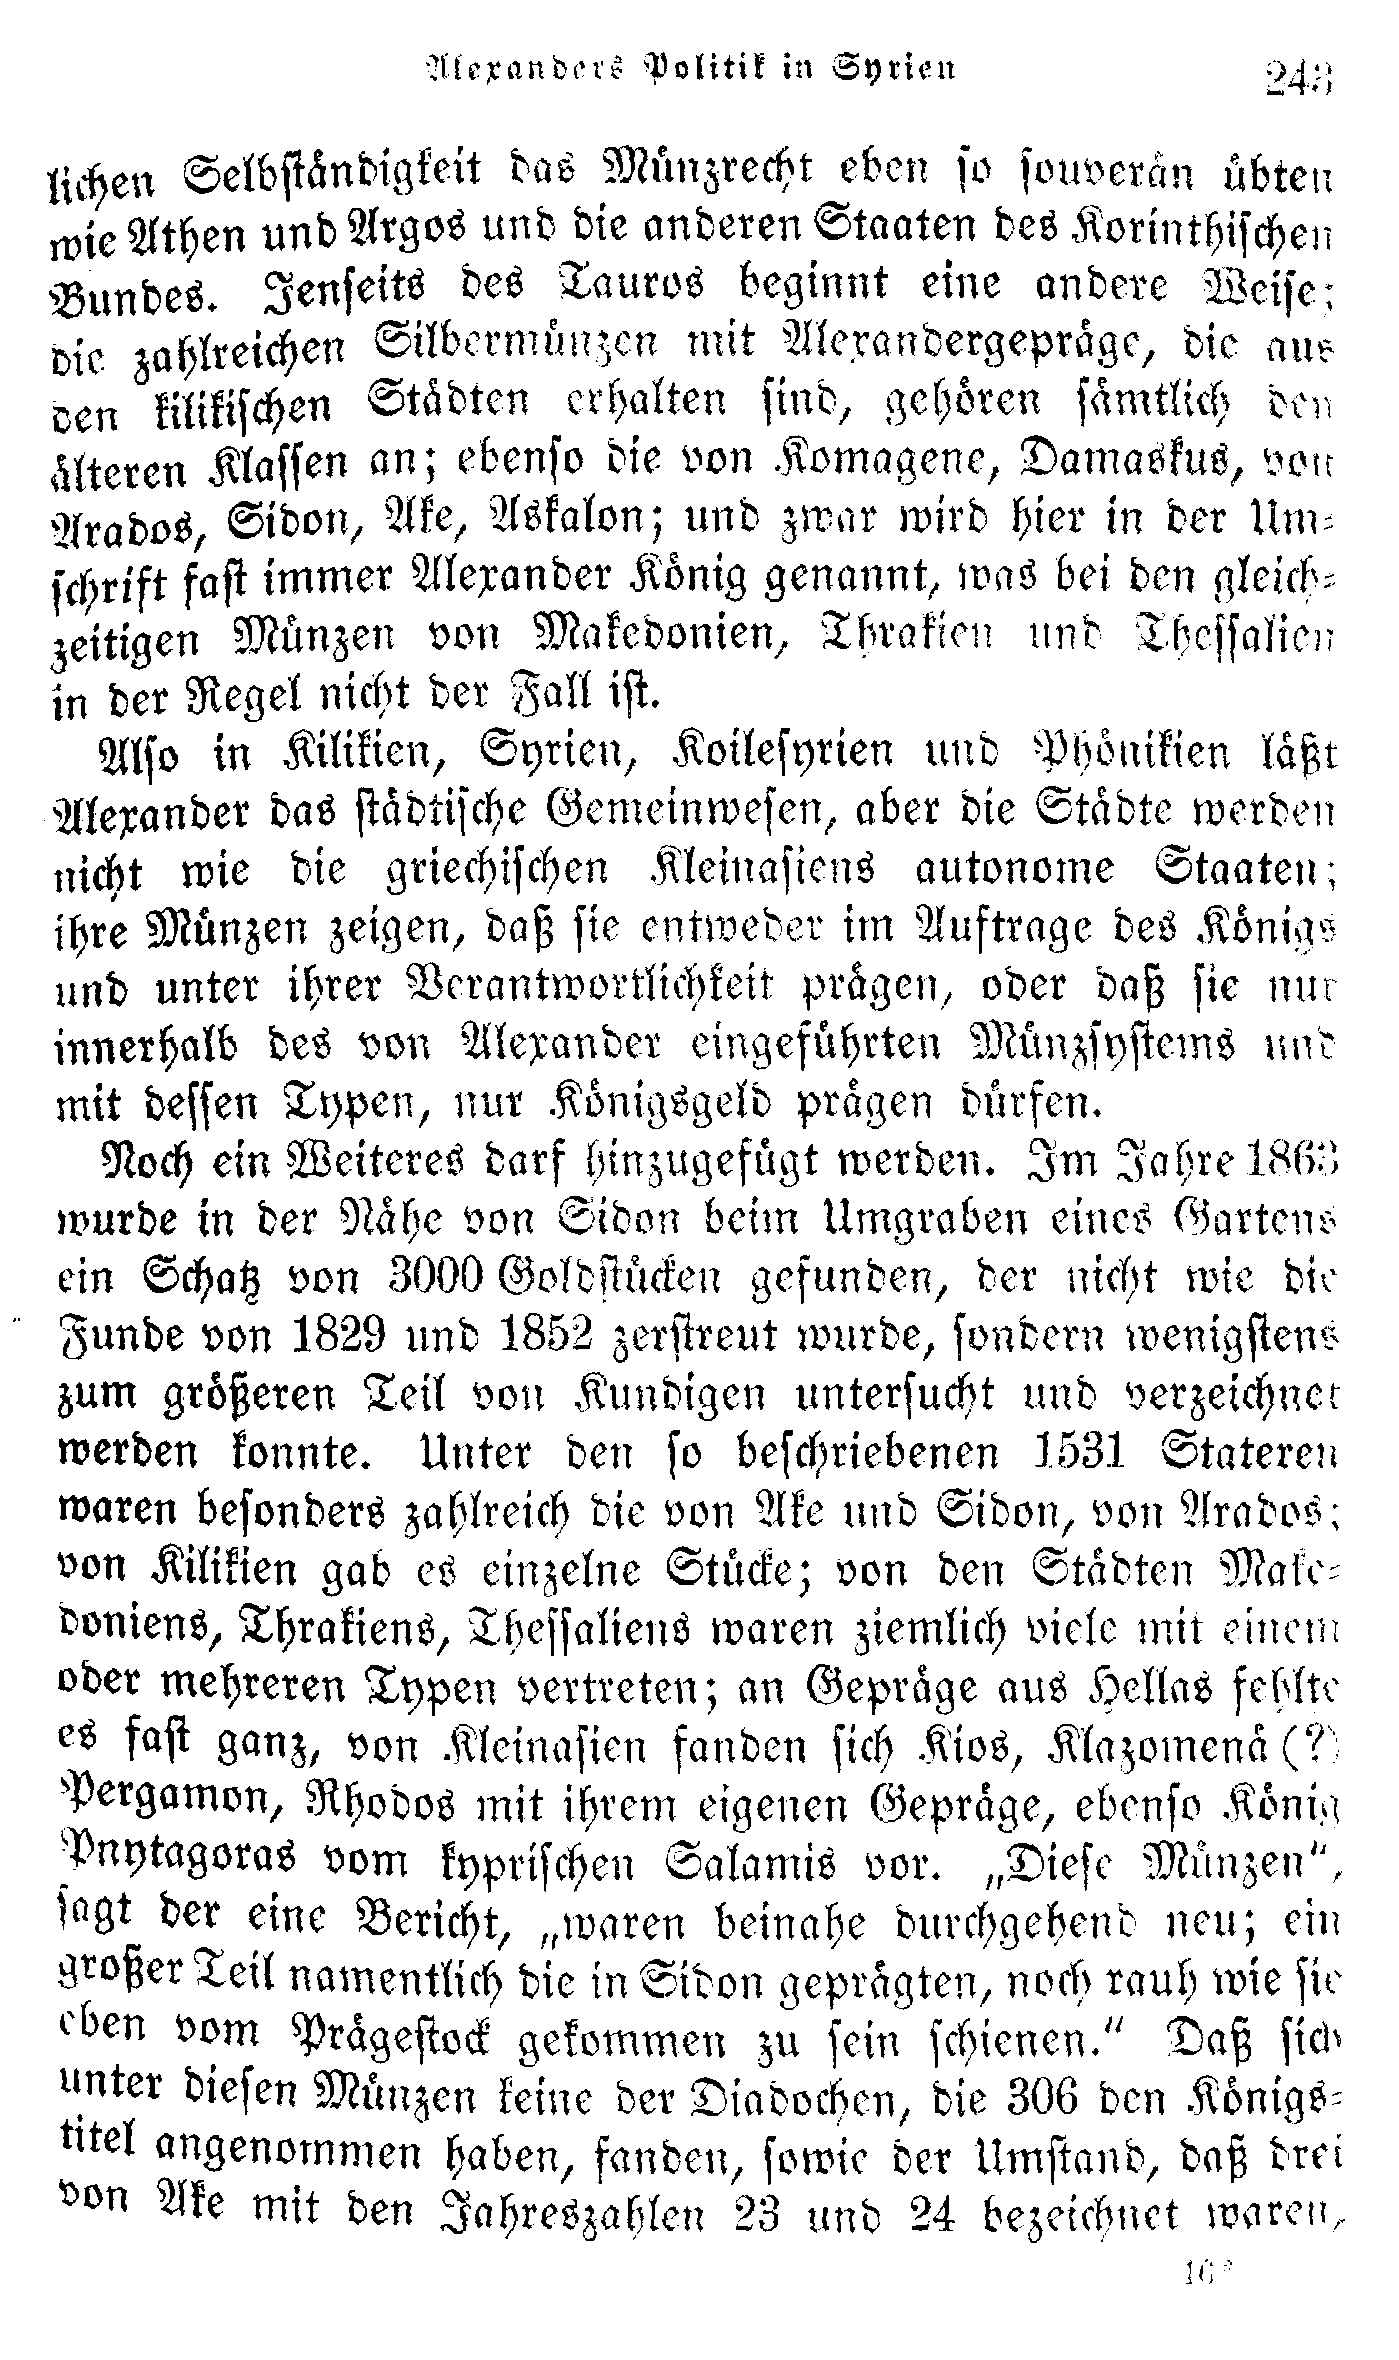 Alexanders Politik in Syrien 243
lichen Selbständigkeit das Münzrecht eben so souverän übten
wie Athen und Argos und die anderen Staaten des Korinthischen
Bundes. Jenseits des Tauros beginnt eine andere Weise;
die zahlreichen Silbermünzen mit Alexandergepräge, die aus
den kilikischen Städten erhalten sind, gehören sämtlich den
älteren Klassen an; ebenso die von Komagene, Damaskus, von
Arados, Sidon, Ake, Askalon; und zwar wird hier in der Um-
schrift fast immer Alexander König genannt, was bei den gleich-
zeitigen Münzen von Makedonien, Thrakien und Thessalien
in der Regel nicht der Fall ist.
Also in Kilikien, Syrien, Koilesyrien und Phönikien läßt
Alexander das städtische Gemeinwesen, aber die Städte werden
nicht wie die griechischen Kleinasiens autonome Staaten;
ihre Münzen zeigen, daß sie entweder im Auftrage des Königs
und unter ihrer Verantwortlichkeit prägen, oder daß sie nur
innerhalb des von Alexander eingeführten Münzsystems und
mit dessen Typen, nur Königsgeld prägen dürfen.
Noch ein Weiteres darf hinzugefügt werden. Im Jahre 1863
wurde in der Nähe von Sidon beim Umgraben eines Gartens
ein Schatz von 3000 Goldstücken gefunden, der nicht wie die
Funde von 1829 und 1852 zerstreut wurde, sondern wenigstens
zum größeren Teil von Kundigen untersucht und verzeichnet
werden konnte. Unter den so beschriebenen 1531 Stateren
waren besonders zahlreich die von Ake und Sidon, von Arados;
von Kilikien gab es einzelne Stücke; von den Städten Make-
doniens, Thrakiens, Thessaliens waren ziemlich viele mit einem
oder mehreren Typen vertreten; an Gepräge aus Hellas fehlte
es fast ganz, von Kleinasien fanden sich Kios, Klazomenä (?)
Pergamon, Rhodos mit ihrem eigenen Gepräge, ebenso König
Pnytagoras vom kyprischen Salamis vor. „Diese Münzen“,
sagt der eine Bericht, „waren beinahe durchgehend neu; ein
großer Teil namentlich die in Sidon geprägten, noch rauh wie sie
eben vom Prägestock gekommen zu sein schienen.“ Daß sich
unter diesen Münzen keine der Diadochen, die 306 den Königs-
titel angenommen haben, fanden, sowie der Umstand, daß drei
von Ake mit den Jahreszahlen 23 und 24 bezeichnet waren,
16*